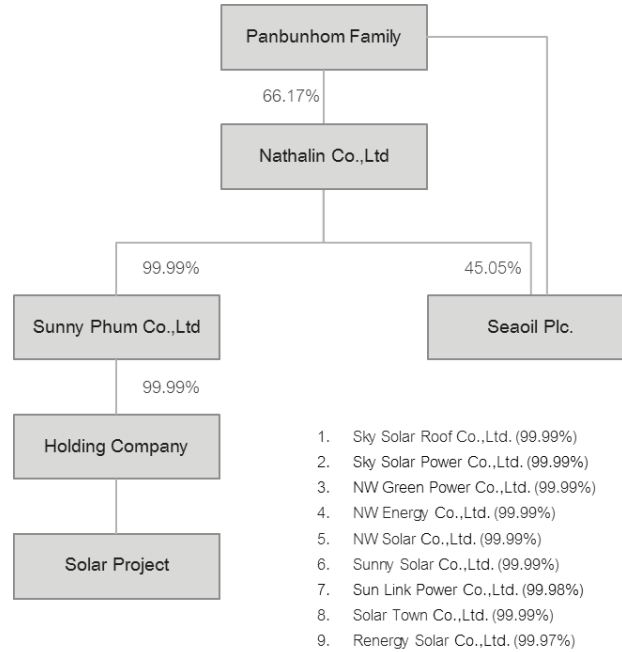 Panbunhom Family
66.17%
Nathalin Co.,Ltd
99.99%
45.05%
Sunny Phum Co.,Ltd
Seaoil Plc.
99.99%
Holding Company
Solar Project
1. Sky Solar Roof Co.,Ltd. (99.99%)
2. Sky Solar Power Co.,Ltd. (99.99%)
3. NW Green Power Co.,Ltd. (99.99%)
4. NW Energy Co.,Ltd. (99.99%)
5. NW Solar Co.,Ltd. (99.99%)
6. Sunny Solar Co.,Ltd. (99.99%)
7. Sun Link Power Co.,Ltd. (99.98%)
8. Solar Town Co.,Ltd. (99.99%)
9. Renergy Solar Co.,Ltd. (99.97%)